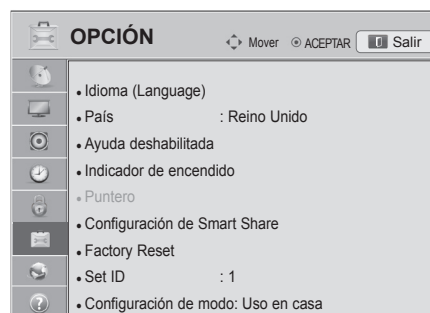 OPCIÓN Mover ACEPTAR Salir
• Idioma (Language)
• País : Reino Unido
• Ayuda deshabilitada
• Indicador de encendido
• Puntero
• Configuración de Smart Share
• Factory Reset
• Set ID : 1
• Configuración de modo: Uso en casa